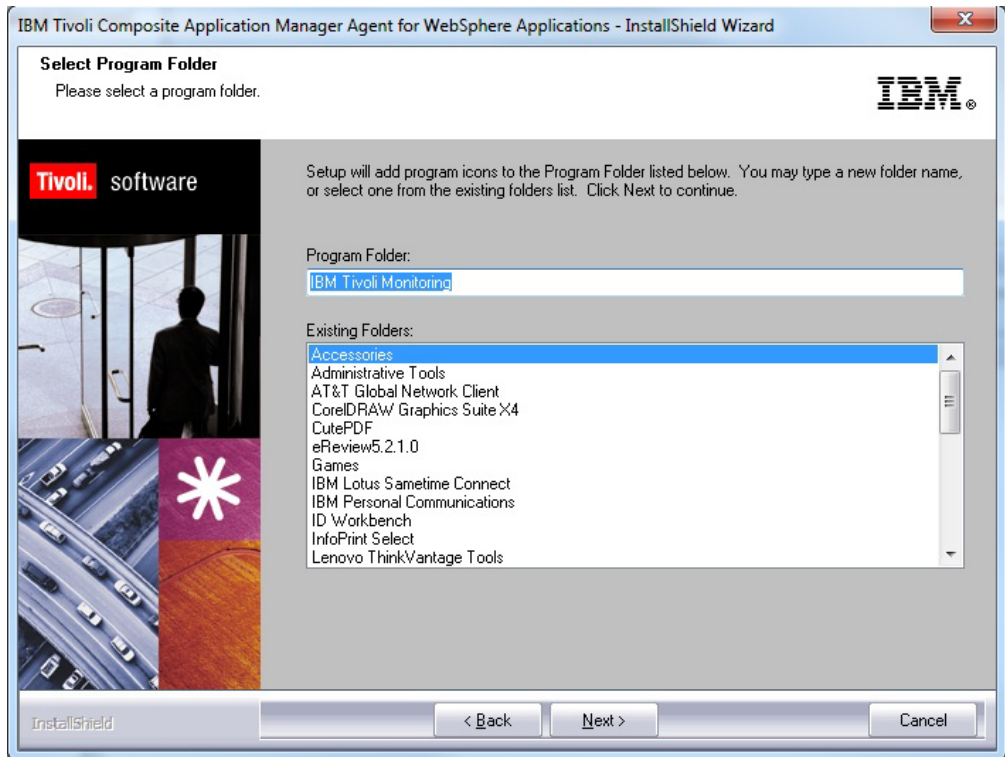 IBM Tivoli Composite Application Manager Agent for WebSphere Applications - InstallShield Wizard
Select Program Folder
Please select a program folder.
IBM®
Tivoli. software
Setup will add program icons to the Program Folder listed below. You may type a new folder name,
or select one from the existing folders list. Click Next to continue.
Program Folder:
IBM Tivoli Monitoring
Existing Folders:
Accessories
Administrative Tools
AT&T Global Network Client
CorelDRAW Graphics Suite X4
CutePDF
eReview5.2.1.0
Games
IBM Lotus Sametime Connect
IBM Personal Communications
ID Workbench
InfoPrint Select
Lenovo ThinkVantage Tools
InstallShield
< Back
Next >
Cancel